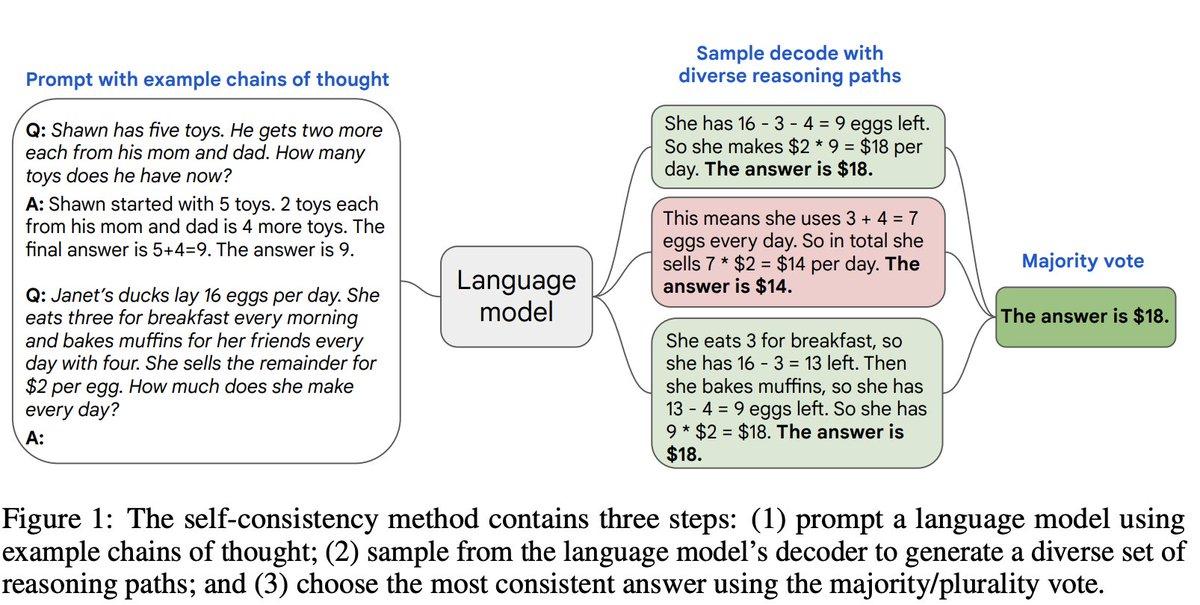 Prompt with example chains of thought
Q: Shawn has five toys. He gets two more
each from his mom and dad. How many
toys does he have now?
A: Shawn started with 5 toys. 2 toys each
from his mom and dad is 4 more toys. The
final answer is 5+4=9. The answer is 9.
Q: Janet’s ducks lay 16 eggs per day. She
eats three for breakfast every morning
and bakes muffins for her friends every
day with four. She sells the remainder for
$2 per egg. How much does she make
every day?
A:
Language
model
Sample decode with
diverse reasoning paths
She has 16 - 3 - 4 = 9 eggs left.
So she makes $2 * 9 = $18 per
day. The answer is $18.
This means she uses 3 + 4 = 7
eggs every day. So in total she
sells 7 * $2 = $14 per day. The
answer is $14.
She eats 3 for breakfast, so
she has 16 - 3 = 13 left. Then
she bakes muffins, so she has
13 - 4 = 9 eggs left. So she has
9 * $2 = $18. The answer is
$18.
Majority vote
The answer is $18.
Figure 1: The self-consistency method contains three steps: (1) prompt a language model using
example chains of thought; (2) sample from the language model’s decoder to generate a diverse set of
reasoning paths; and (3) choose the most consistent answer using the majority/plurality vote.